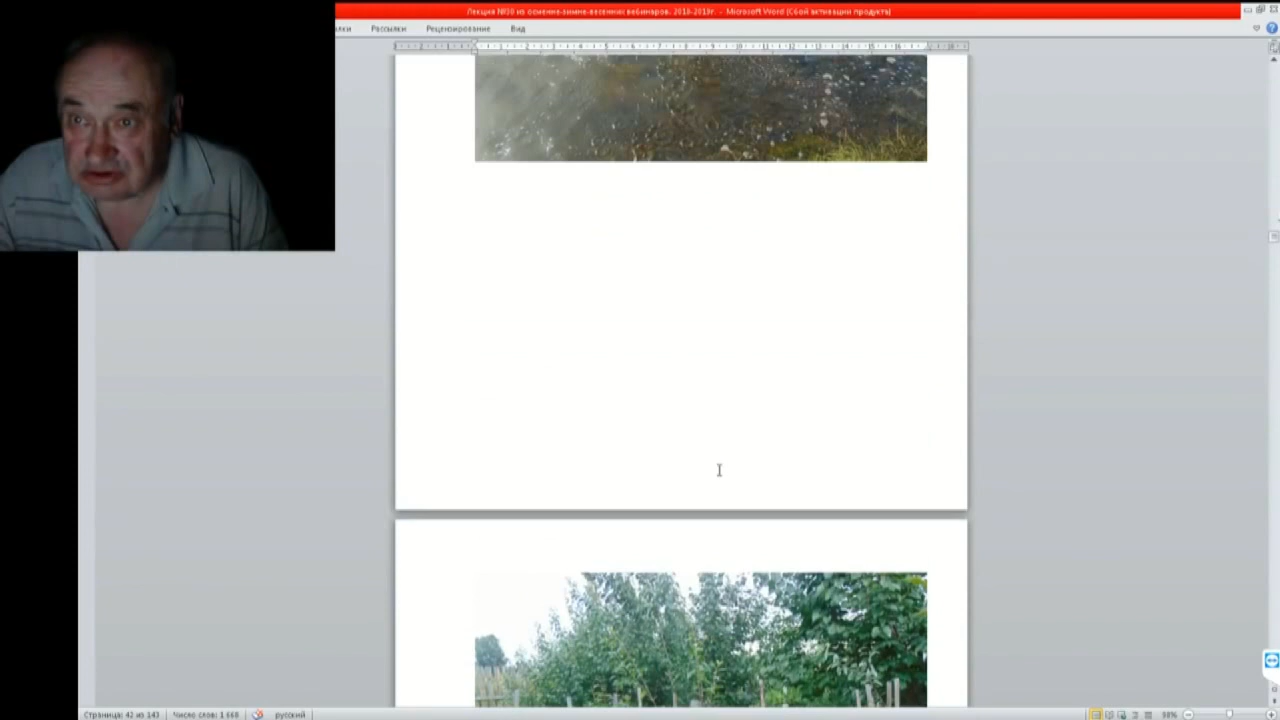 Лекция №30 из осенне-зимне-весенних вебинаров. 2018-2019г. - Microsoft Word (Сбой активации продукта)
Рассылки Рецензирование Вид
Страница: 42 из 143 Число слов: 1 668 русский 98%